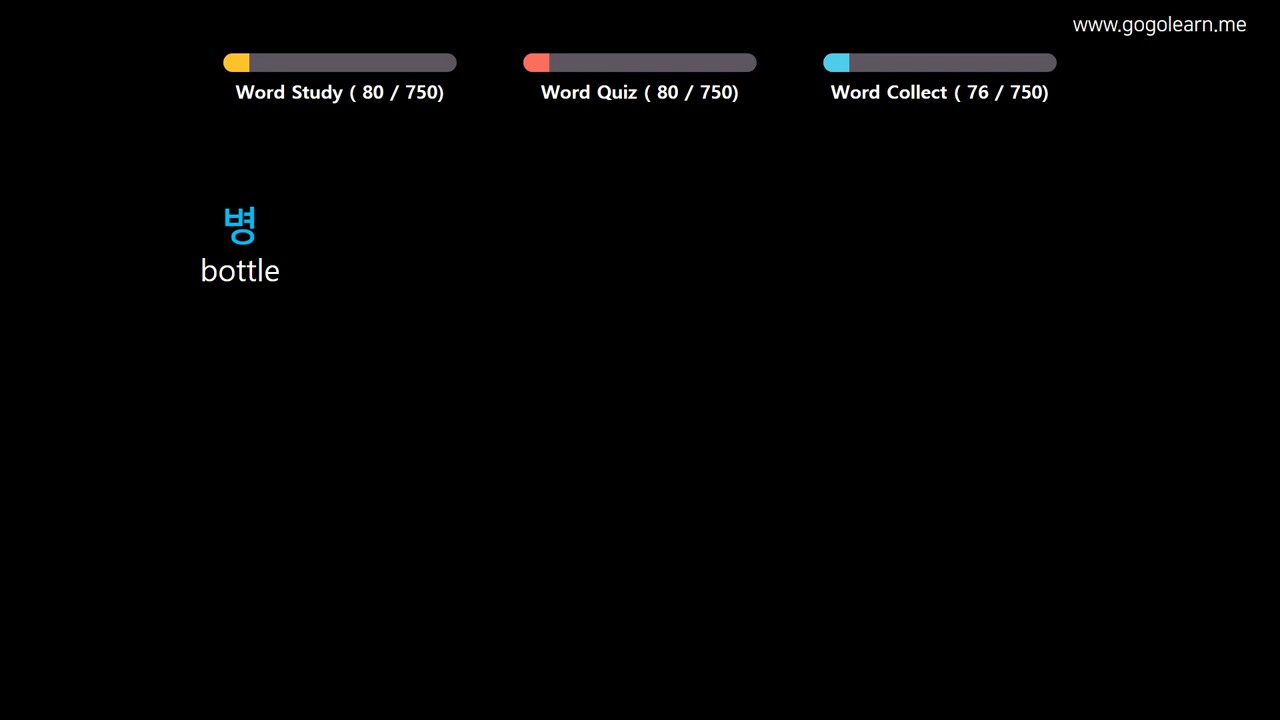 www.gogolearn.me
Word Study ( 80 / 750)
Word Quiz ( 80 / 750)
Word Collect ( 76 / 750)
병
bottle